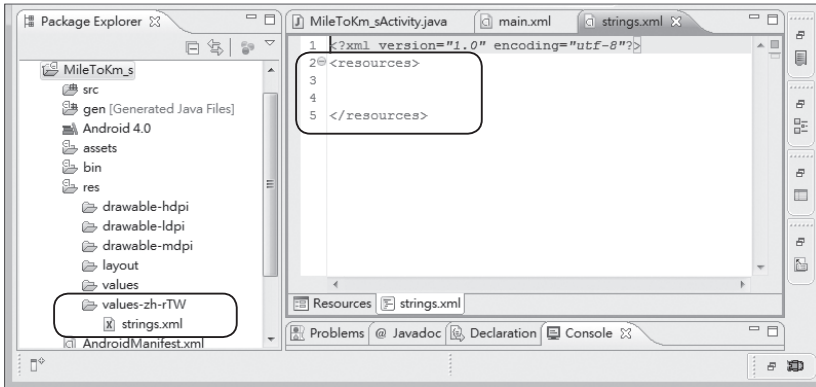 Package Explorer
MileToKm_s
src
gen [Generated Java Files]
Android 4.0
assets
bin
res
drawable-hdpi
drawable-ldpi
drawable-mdpi
layout
values
values-zh-rTW
strings.xml
AndroidManifest.xml
MileToKm_sActivity.java
main.xml
strings.xml
1 <?xml version="1.0" encoding="utf-8"?>
2 <resources>
3
4
5 </resources>
Resources
strings.xml
Problems
@ Javadoc
Declaration
Console